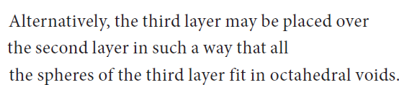 Alternatively, the third layer may be placed over
the second layer in such a way that all
the spheres of the third layer fit in octahedral voids.